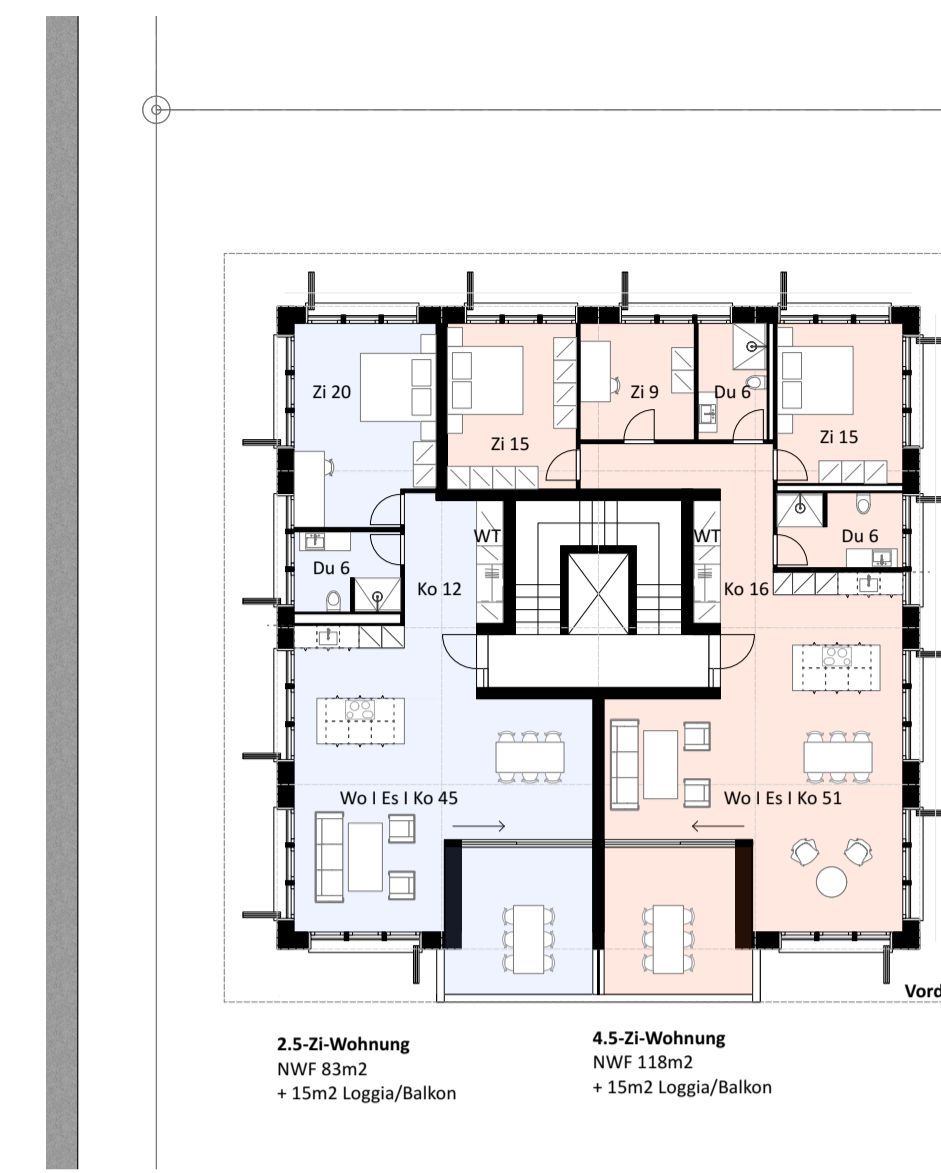 Zi 20
Zi 15
Zi 9
Du 6
Zi 15
WT
WT
Du 6
Du 6
Ko 12
Ko 16
Wo I Es I Ko 45
Wo I Es I Ko 51
Vord
2.5-Zi-Wohnung
NWF 83m2
+ 15m2 Loggia/Balkon
4.5-Zi-Wohnung
NWF 118m2
+ 15m2 Loggia/Balkon